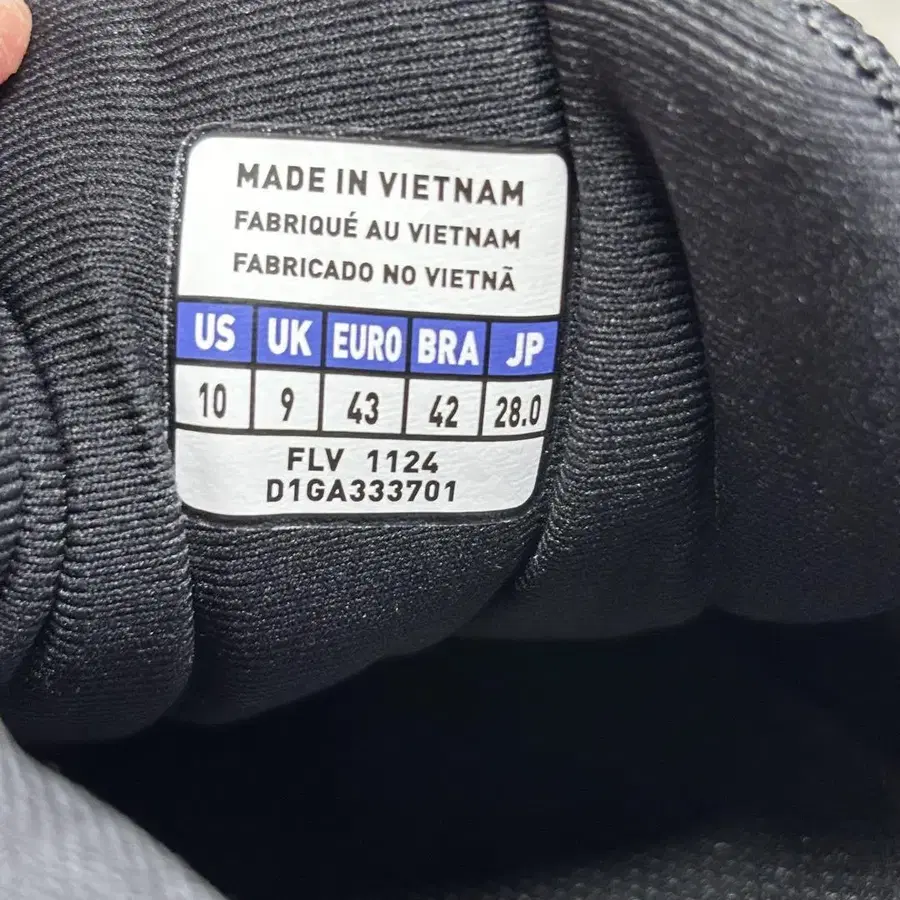 MADE IN VIETNAM
FABRIQUÉ AU VIETNAM
FABRICADO NO VIETNÃ
US UK EURO BRA JP
10 9 43 42 28.0
FLV 1124
D1GA333701